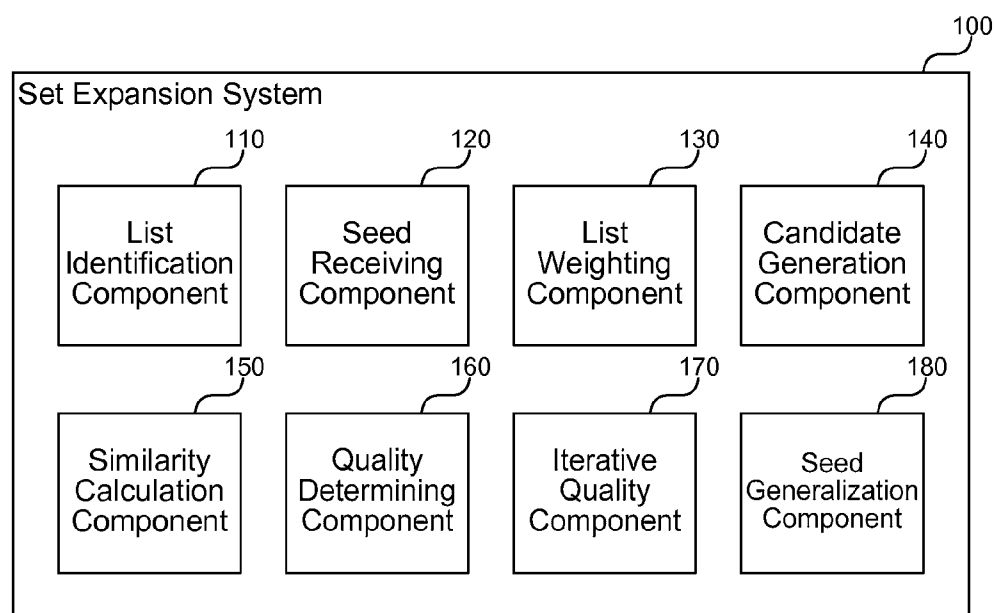 100
Set Expansion System
110
120
130
140
List
Identification
Component
Seed
Receiving
Component
List
Weighting
Component
Candidate
Generation
Component
150
160
170
180
Similarity
Calculation
Component
Quality
Determining
Component
Iterative
Quality
Component
Seed
Generalization
Component